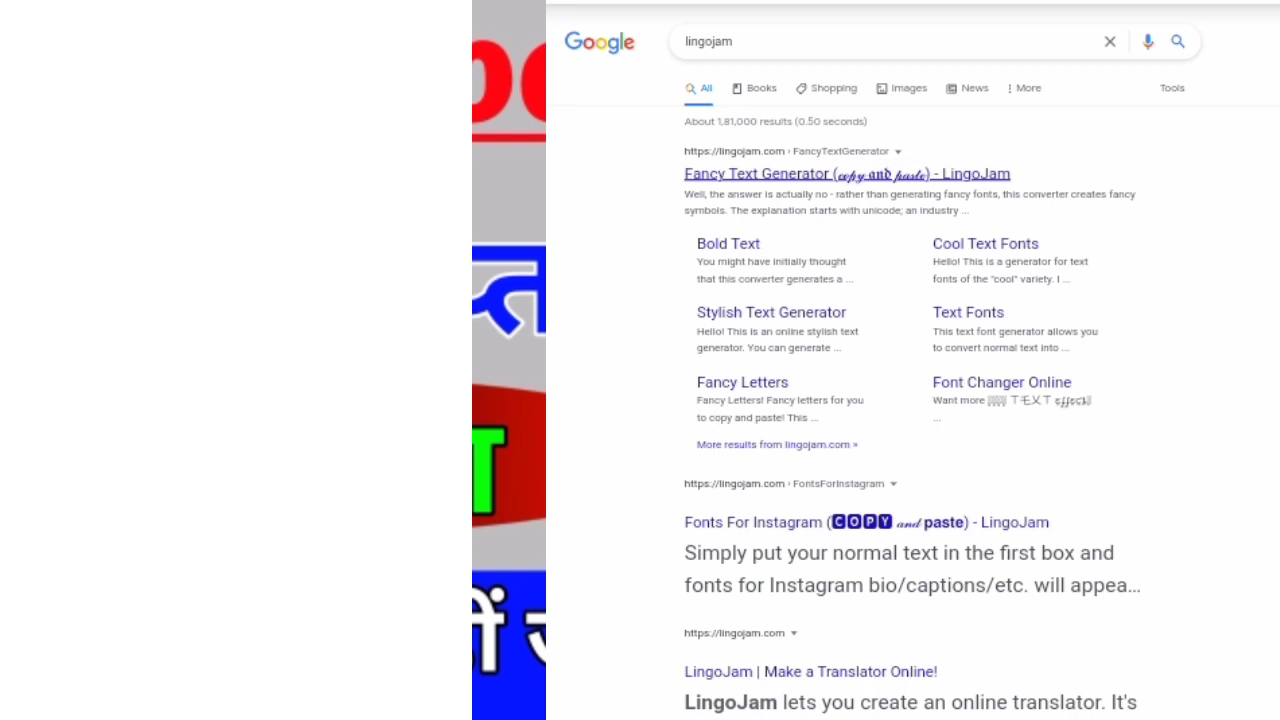 Google
lingojam
All Books Shopping Images News More Tools
About 1,81,000 results (0.50 seconds)
https://lingojam.com › FancyTextGenerator
Fancy Text Generator (𝓬𝓸𝓹𝔂 𝖆𝖓𝖉 𝓹𝓪𝓼𝓽𝓮) - LingoJam
Well, the answer is actually no - rather than generating fancy fonts, this converter creates fancy
symbols. The explanation starts with unicode; an industry ...
Bold Text
You might have initially thought
that this converter generates a ...
Cool Text Fonts
Hello! This is a generator for text
fonts of the "cool" variety. I ...
Stylish Text Generator
Hello! This is an online stylish text
generator. You can generate ...
Text Fonts
This text font generator allows you
to convert normal text into ...
Fancy Letters
Fancy Letters! Fancy letters for you
to copy and paste! This ...
Font Changer Online
Want more
...
More results from lingojam.com »
https://lingojam.com › FontsForInstagram
Fonts For Instagram (🅲🅾🅿🆈 𝒶𝓃𝒹 𝗽𝗮𝘀𝘁𝗲) - LingoJam
Simply put your normal text in the first box and
fonts for Instagram bio/captions/etc. will appea...
https://lingojam.com
LingoJam | Make a Translator Online!
LingoJam lets you create an online translator. It's